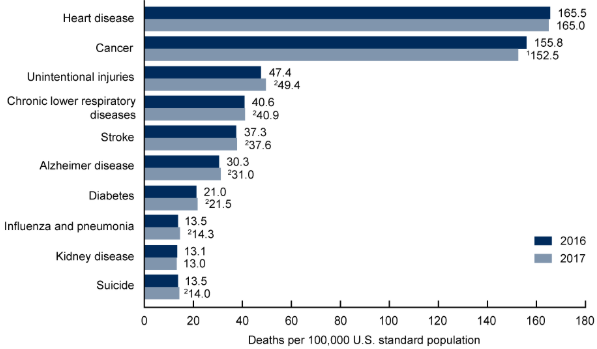 Heart disease
165.5
165.0
Cancer
155.8
¹152.5
Unintentional injuries
47.4
²49.4
Chronic lower respiratory
diseases
40.6
²40.9
Stroke
37.3
²37.6
Alzheimer disease
30.3
²31.0
Diabetes
21.0
²21.5
Influenza and pneumonia
13.5
²14.3
Kidney disease
13.1
13.0
Suicide
13.5
²14.0
2016
2017
0 20 40 60 80 100 120 140 160 180
Deaths per 100,000 U.S. standard population